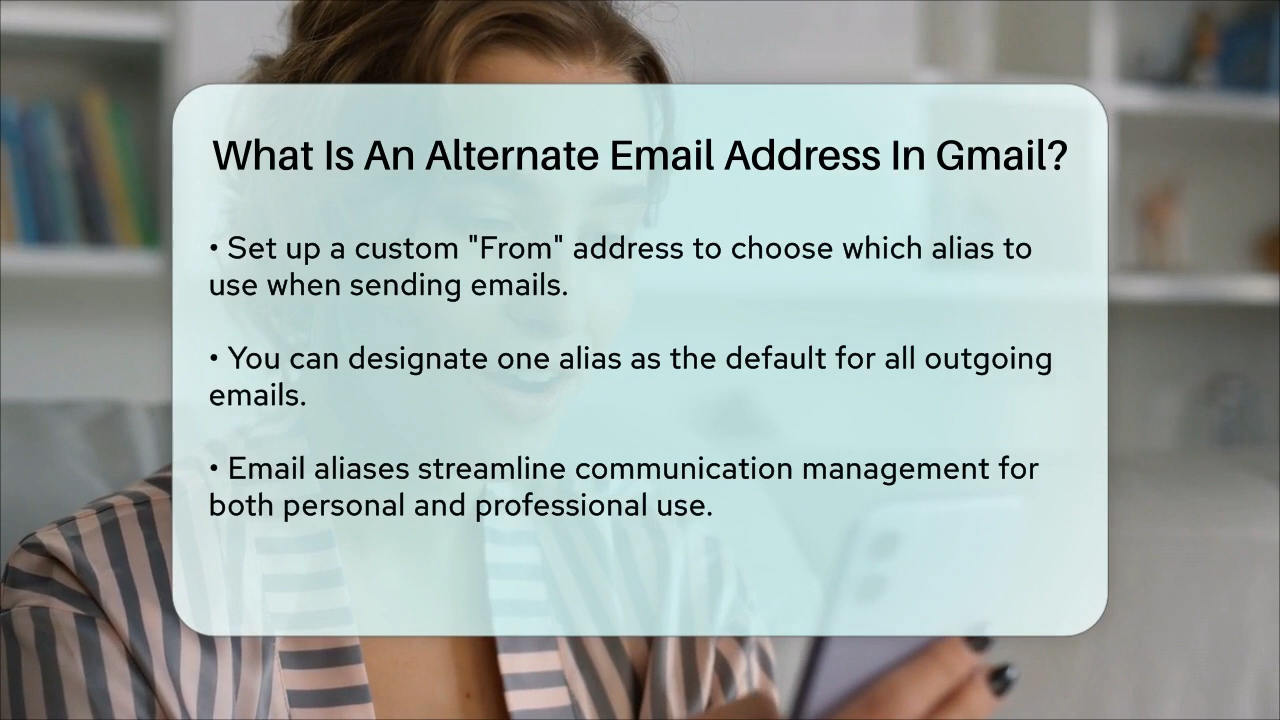 What Is An Alternate Email Address In Gmail?
• Set up a custom "From" address to choose which alias to
use when sending emails.
• You can designate one alias as the default for all outgoing
emails.
• Email aliases streamline communication management for
both personal and professional use.